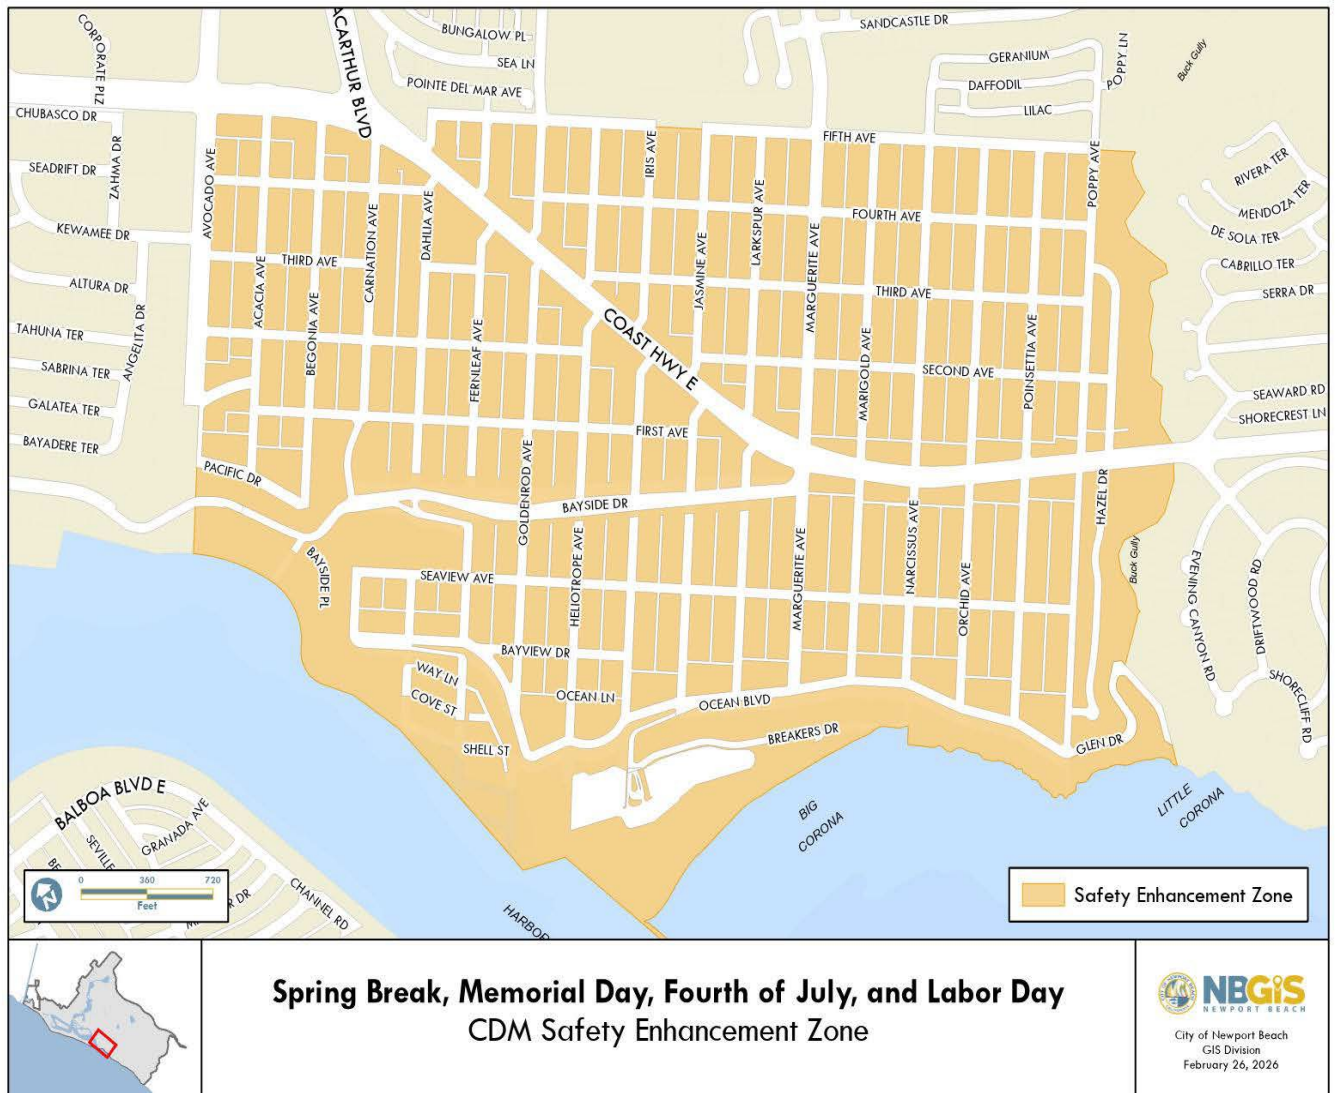 CORPORATE PLZ
MACARTHUR BLVD
BUNGALOW PL
SEA LN
POINTE DEL MAR AVE
SANDCASTLE DR
GERANIUM
DAFFODIL
LILAC
POPPY LN
Buck Gully
CHUBASCO DR
ZAHMA DR
SEADRIFT DR
AVOCADO AVE
IRIS AVE
FIFTH AVE
POPPY AVE
RIVERA TER
MENDOZA TER
DE SOLA TER
CABRILLO TER
SERRA DR
KEWAMEE DR
ALTURA DR
ANGELITA DR
TAHUNA TER
SABRINA TER
GALATEA TER
BAYADERE TER
THIRD AVE
ACACIA AVE
BEGONIA AVE
CARNATION AVE
DAHLIA AVE
FERNLEAF AVE
JASMINE AVE
LARKSPUR AVE
MARGUERITE AVE
FOURTH AVE
THIRD AVE
MARIGOLD AVE
SECOND AVE
POINSETTIA AVE
COAST HWY E
SEAWARD RD
SHORECREST LN
FIRST AVE
GOLDENROD AVE
PACIFIC DR
BAYSIDE DR
HAZEL DR
BAYSIDE PL
SEAVIEW AVE
HELIOTROPE AVE
MARGUERITE AVE
NARCISSUS AVE
ORCHID AVE
Buck Gully
EVENING CANYON RD
DRIFTWOOD RD
SHORECLIFF RD
BAYVIEW DR
WAY LN
COVE ST
OCEAN LN
OCEAN BLVD
SHELL ST
BREAKERS DR
GLEN DR
BIG
CORONA
LITTLE
CORONA
BALBOA BLVD E
GRANADA AVE
SEVILLE
CHANNEL RD
HARBOR
N
0 360 720
Feet
Safety Enhancement Zone
Spring Break, Memorial Day, Fourth of July, and Labor Day
CDM Safety Enhancement Zone
NBGIS
NEWPORT BEACH
City of Newport Beach
GIS Division
February 26, 2026